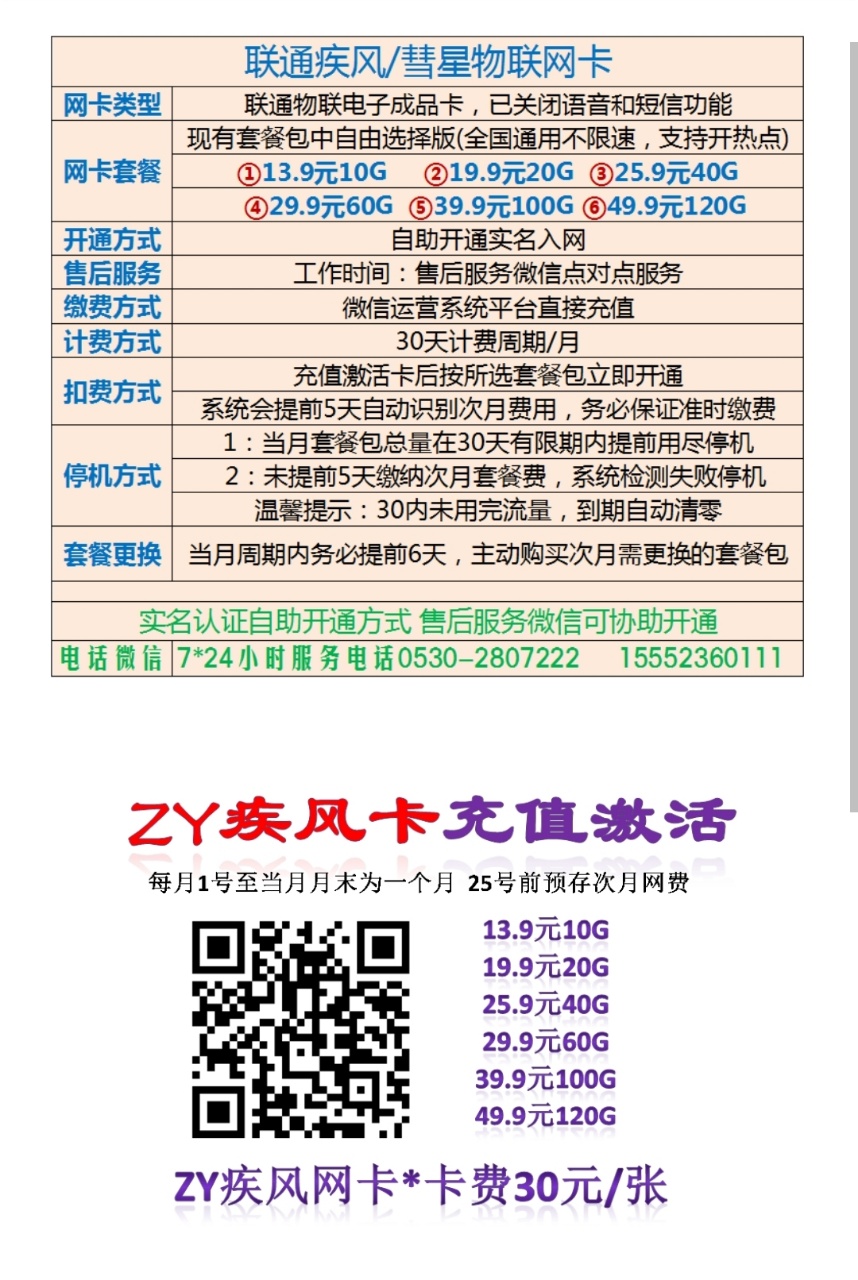 联通疾风/彗星物联网卡
网卡类型 联通物联电子成品卡，已关闭语音和短信功能
网卡套餐 现有套餐包中自由选择版(全国通用不限速，支持开热点)
①13.9元10G ②19.9元20G ③25.9元40G
④29.9元60G ⑤39.9元100G ⑥49.9元120G
开通方式 自助开通实名入网
售后服务 工作时间：售后服务微信点对点服务
缴费方式 微信运营系统平台直接充值
计费方式 30天计费周期/月
扣费方式 充值激活卡后按所选套餐包立即开通
系统会提前5天自动识别次月费用，务必保证准时缴费
停机方式 1：当月套餐包总量在30天有限期内提前用尽停机
2：未提前5天缴纳次月套餐费，系统检测失败停机
温馨提示：30内未用完流量，到期自动清零
套餐更换 当月周期内务必提前6天，主动购买次月需更换的套餐包
实名认证自助开通方式 售后服务微信可协助开通
电话微信 7*24小时服务电话0530-2807222 15552360111
ZY疾风卡充值激活
每月1号至当月月末为一个月 25号前预存次月网费
13.9元10G
19.9元20G
25.9元40G
29.9元60G
39.9元100G
49.9元120G
ZY疾风网卡*卡费30元/张